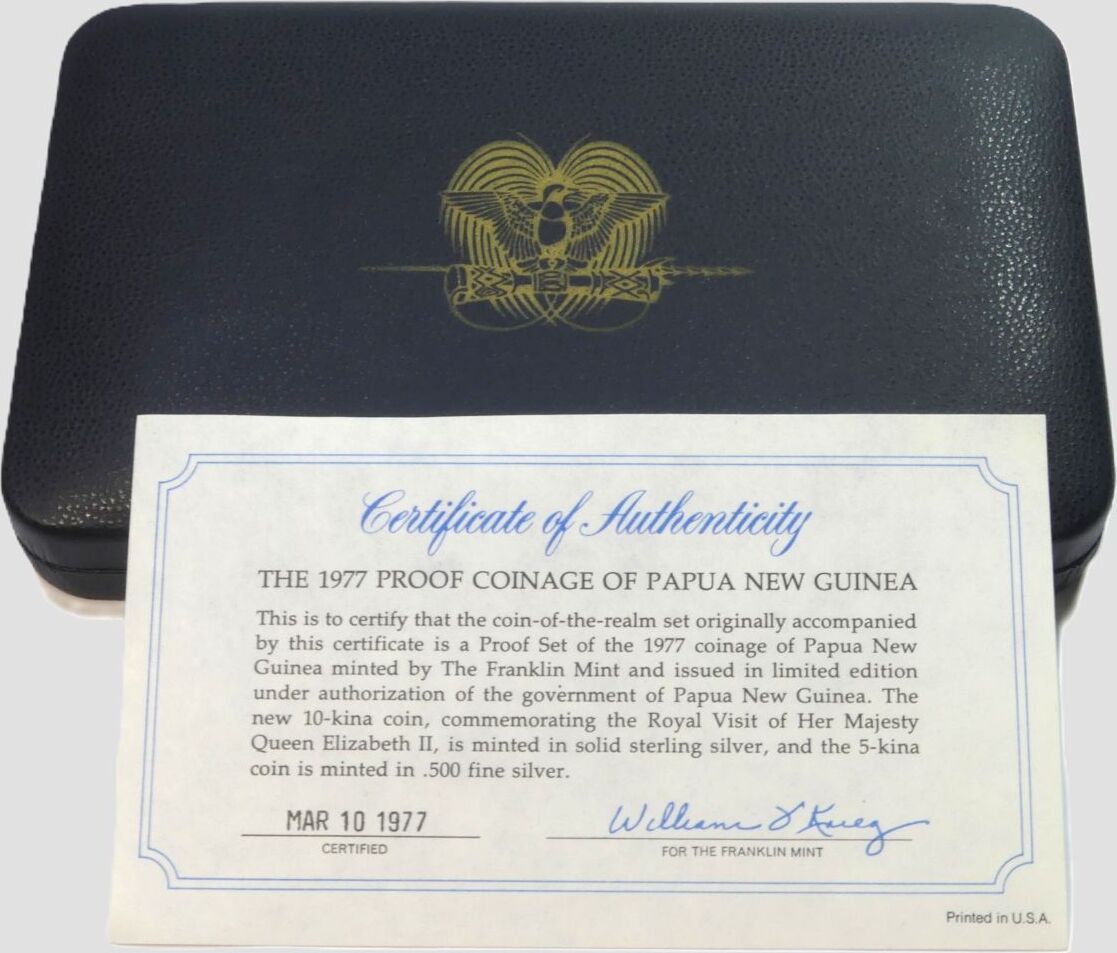 Certificate of Authenticity
THE 1977 PROOF COINAGE OF PAPUA NEW GUINEA
This is to certify that the coin-of-the-realm set originally accompanied
by this certificate is a Proof Set of the 1977 coinage of Papua New
Guinea minted by The Franklin Mint and issued in limited edition
under authorization of the government of Papua New Guinea. The
new 10-kina coin, commemorating the Royal Visit of Her Majesty
Queen Elizabeth II, is minted in solid sterling silver, and the 5-kina
coin is minted in .500 fine silver.
MAR 10 1977
William
CERTIFIED
FOR THE FRANKLIN MINT
Printed in U.S.A.